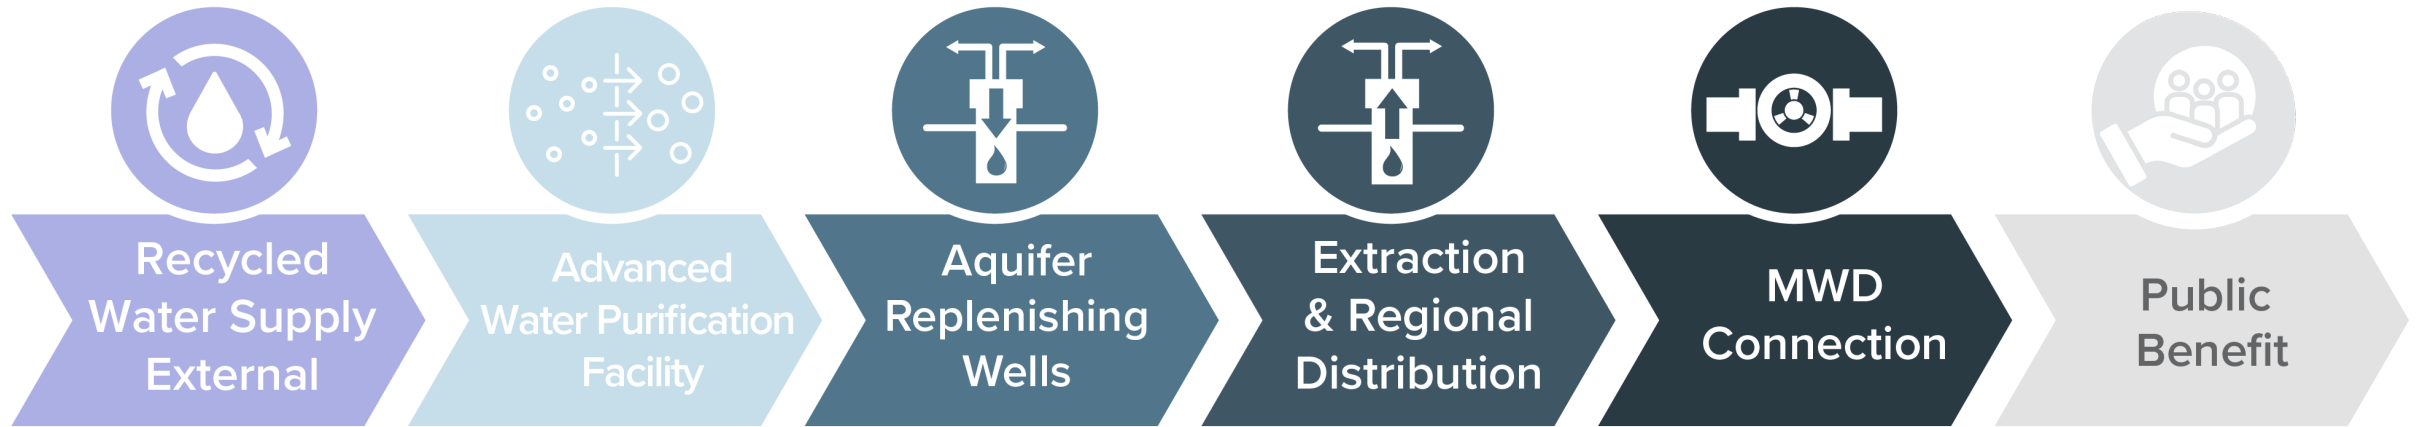 Recycled
Water Supply
External
Advanced
Water Purification
Facility
Aquifer
Replenishing
Wells
Extraction
& Regional
Distribution
MWD
Connection
Public
Benefit